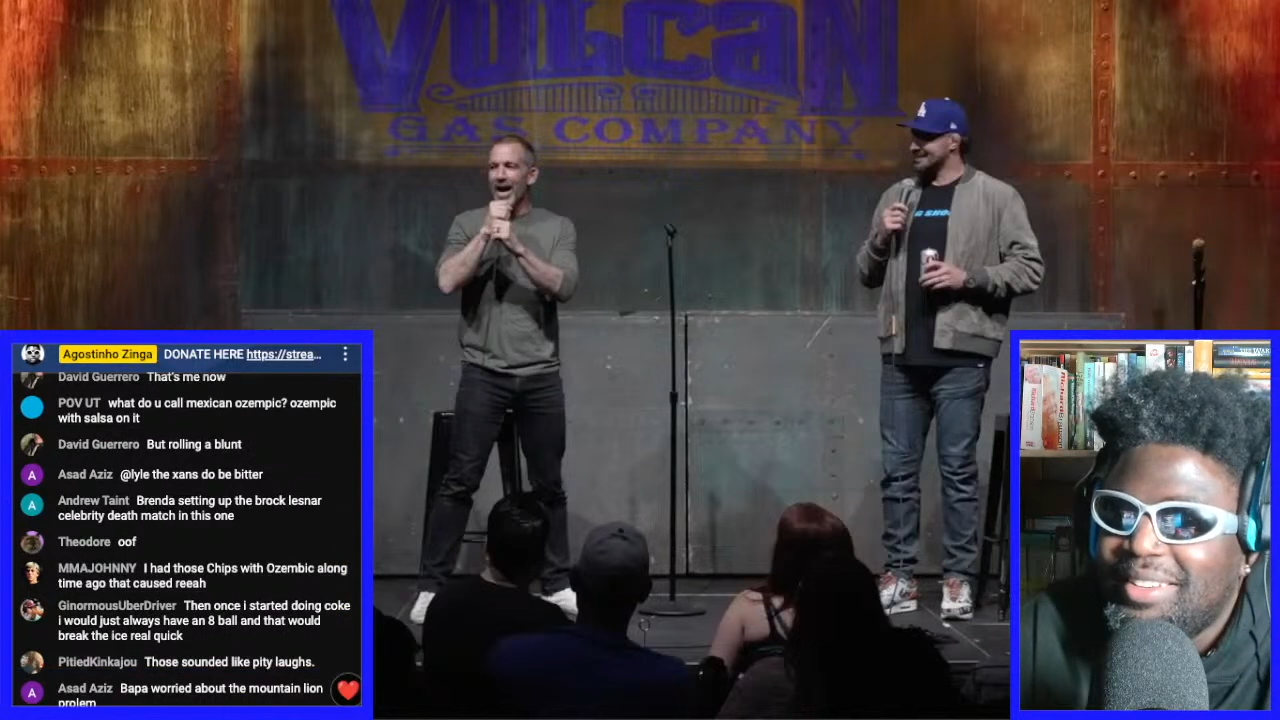 VULCAN
GAS COMPANY
Agostinho Zinga DONATE HERE https://strea...
David Guerrero That's me now
POV UT what do u call mexican ozempic? ozempic
with salsa on it
David Guerrero But rolling a blunt
A Asad Aziz @lyle the xans do be bitter
A Andrew Taint Brenda setting up the brock lesnar
celebrity death match in this one
Theodore oof
MMAJOHNNY I had those Chips with Ozembic along
time ago that caused reeah
GinormousUberDriver Then once i started doing coke
i would just always have an 8 ball and that would
break the ice real quick
PitiedKinkajou Those sounded like pity laughs.
A Asad Aziz Bapa worried about the mountain lion
prolem